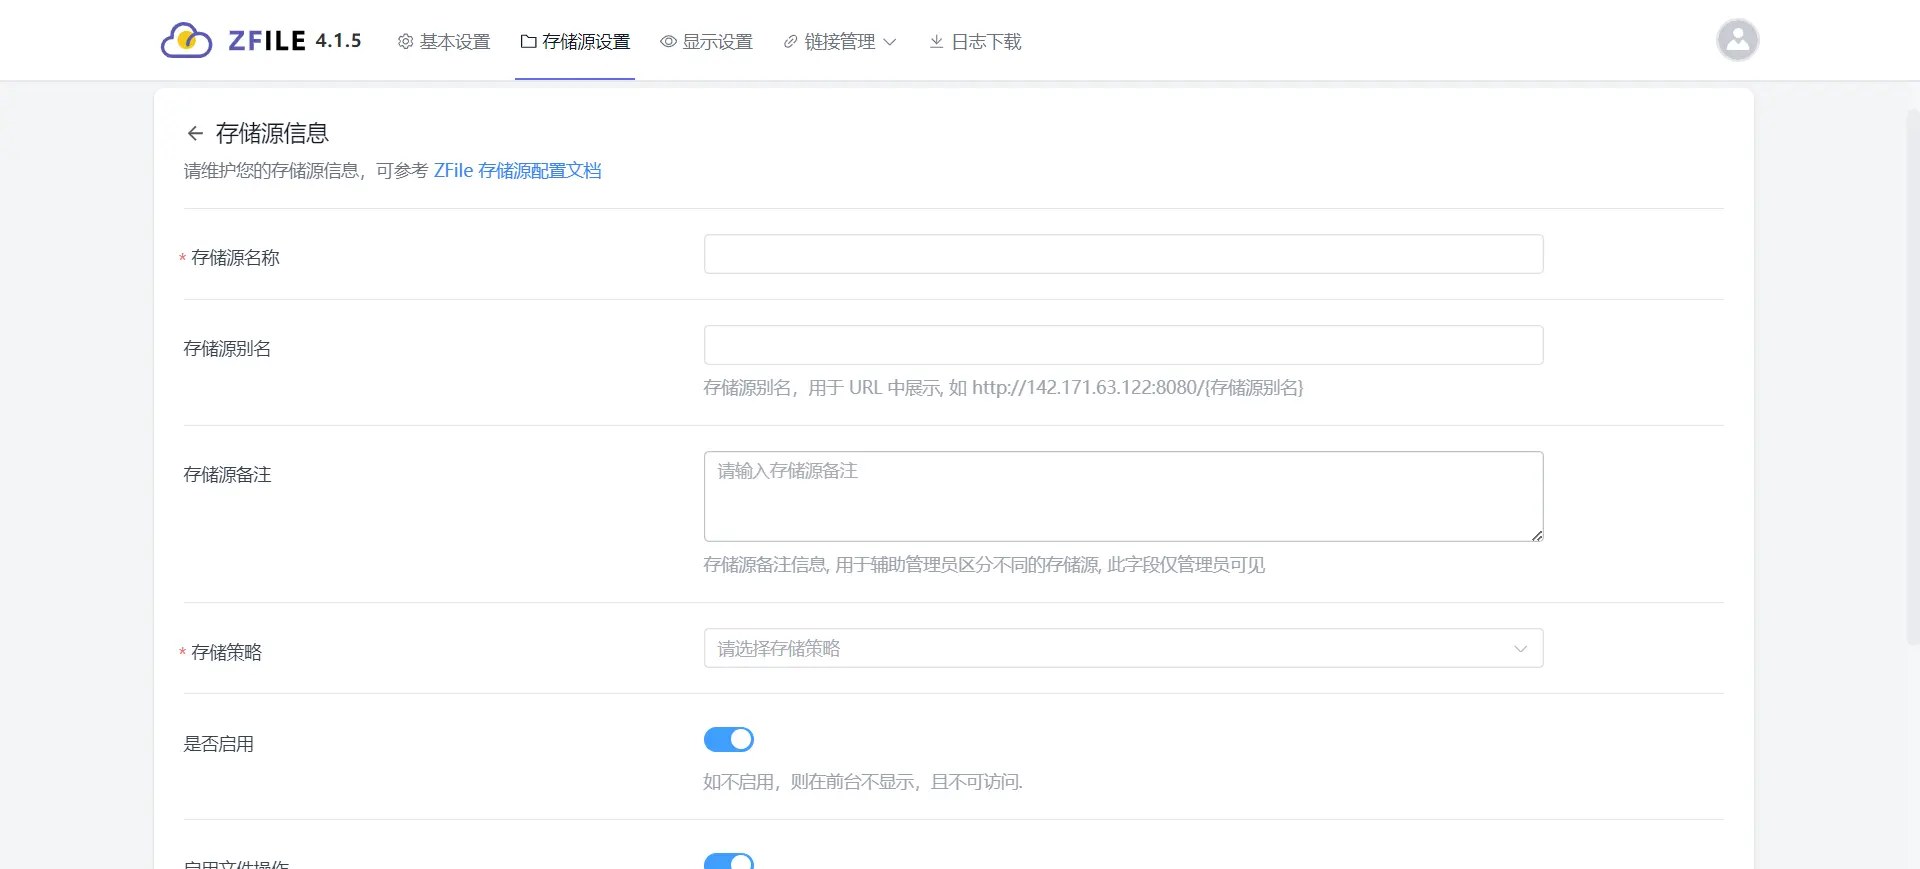 ZFILE 4.1.5 基本设置 存储源设置 显示设置 链接管理 日志下载
存储源信息
请维护您的存储源信息，可参考 ZFile 存储源配置文档
* 存储源名称
存储源别名
存储源别名，用于 URL 中展示, 如 http://142.171.63.122:8080/{存储源别名}
存储源备注
请输入存储源备注
存储源备注信息, 用于辅助管理员区分不同的存储源, 此字段仅管理员可见
* 存储策略
请选择存储策略
是否启用
如不启用，则在前台不显示，且不可访问.
启用文件操作